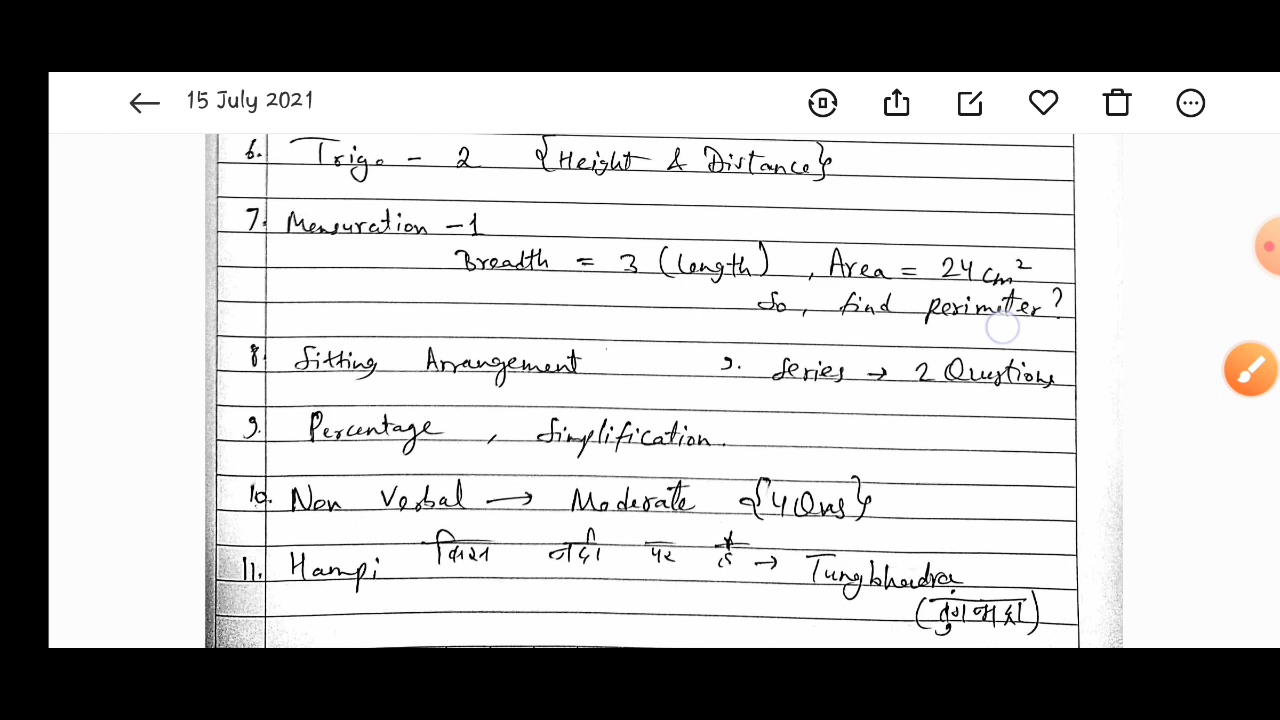 15 July 2021
6. Trigo - 2 {Height & Distance}
7. Mensuration - 1
Breadth = 3 (length), Area = 24 cm²
So, find perimeter?
8. Sitting Arrangement 9. Series → 2 Questions
9. Percentage, Simplification.
10. Non Verbal → Moderate {4 Qns}
11. Hampi किस नदी पर है → Tungbhadra
(तुंगभद्रा)